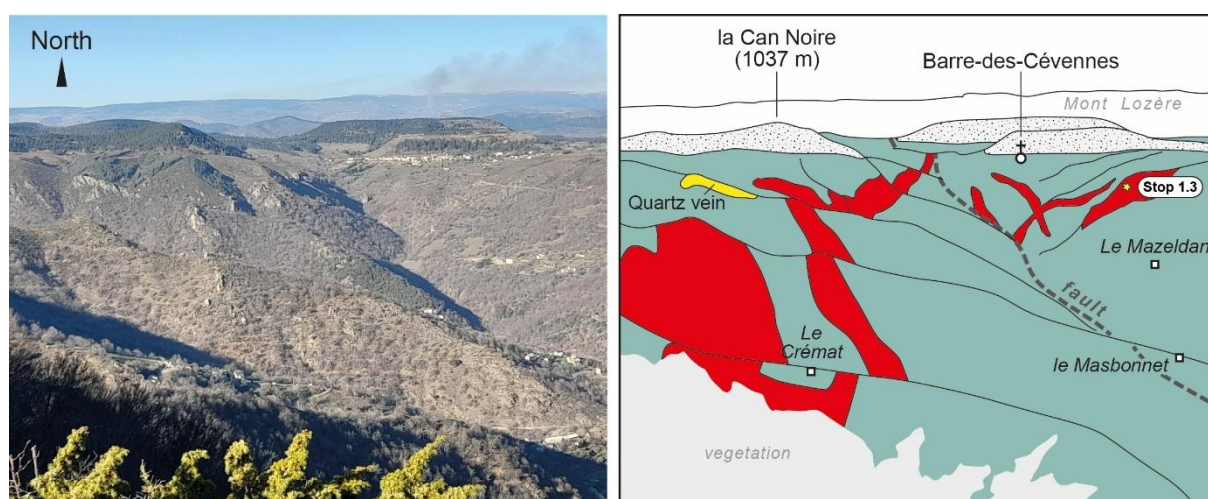 North
la Can Noire
(1037 m)
Barre-des-Cévennes
Mont Lozère
Quartz vein
Stop 1.3
Le Mazeldan
fault
Le
Crémat
le Masbonnet
vegetation